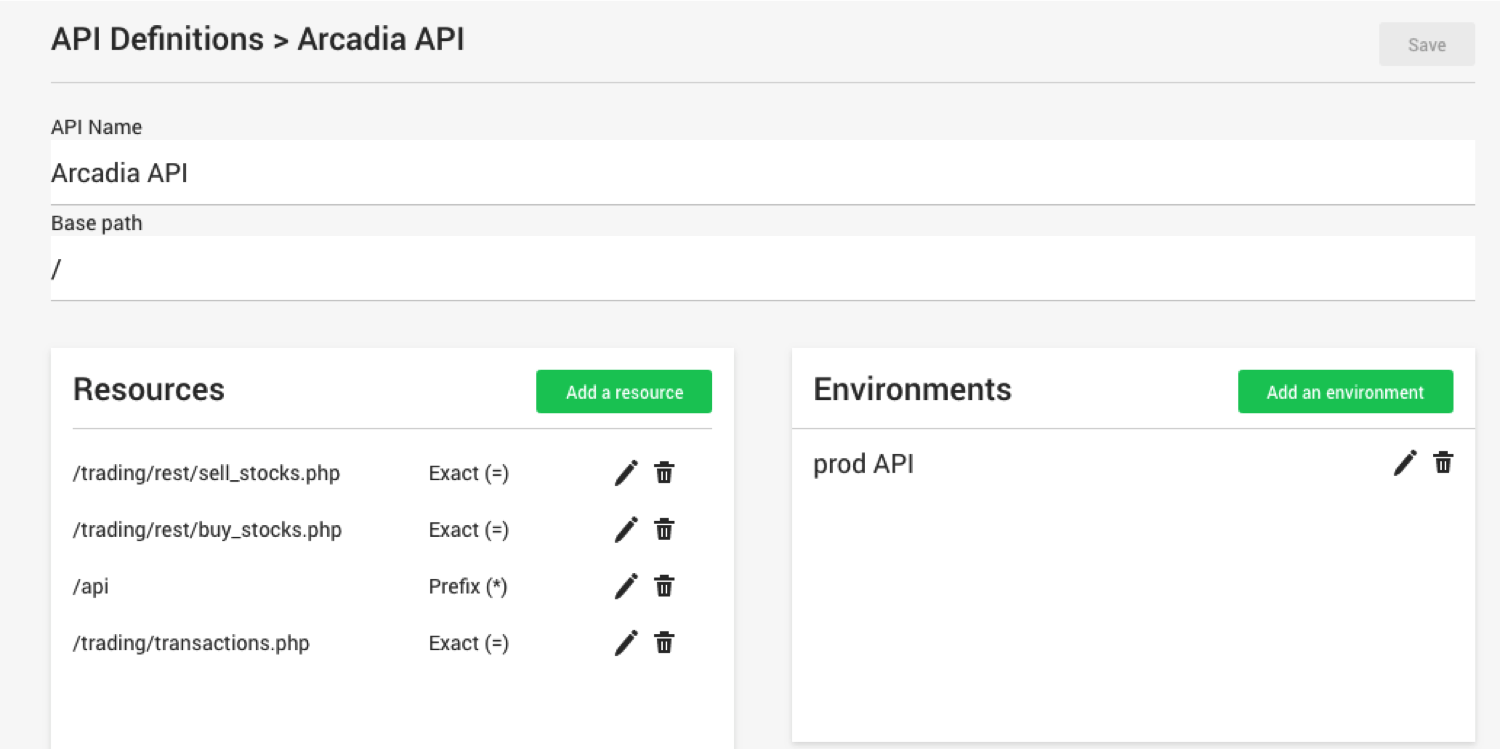 API Definitions > Arcadia API
Save
API Name
Arcadia API
Base path
/
Resources
Add a resource
/trading/rest/sell_stocks.php Exact (=)
/trading/rest/buy_stocks.php Exact (=)
/api Prefix (*)
/trading/transactions.php Exact (=)
Environments
Add an environment
prod API